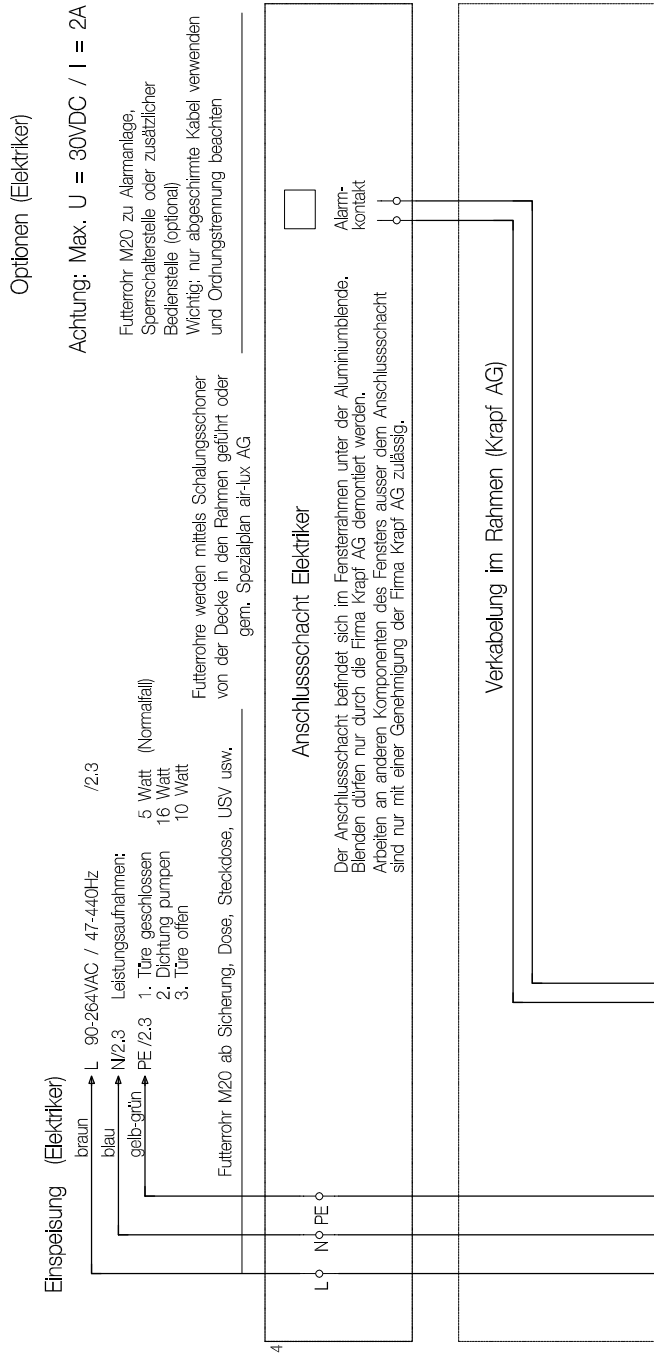 Einspeisung (Elektriker)
braun
L 90-264VAC / 47-440Hz /2.3
blau
N/2.3 Leistungsaufnahmen:
gelb-grün PE /2.3 1. Türe geschlossen 5 Watt (Normalfall)
2. Dichtung pumpen 16 Watt
3. Türe offen 10 Watt
Futterrohr M20 ab Sicherung, Dose, Steckdose, USV usw.
Futterrohre werden mittels Schalungsschoner
von der Decke in den Rahmen geführt oder
gem. Spezialplan air-lux AG
Optionen (Elektriker)
Achtung: Max. U = 30VDC / I = 2A
Futterrohr M20 zu Alarmanlage,
Sperrschalterstelle oder zusätzlicher
Bedienstelle (optional)
Wichtig: nur abgeschirmte Kabel verwenden
und Ordnungstrennung beachten
4
L N PE
Anschlussschacht Elektriker
Der Anschlussschacht befindet sich im Fensterrahmen unter der Aluminiumblende.
Blenden dürfen nur durch die Firma Krapf AG demontiert werden.
Arbeiten an anderen Komponenten des Fensters ausser dem Anschlussschacht
sind nur mit einer Genehmigung der Firma Krapf AG zulässig.
Alarm-
kontakt
Verkabelung im Rahmen (Krapf AG)